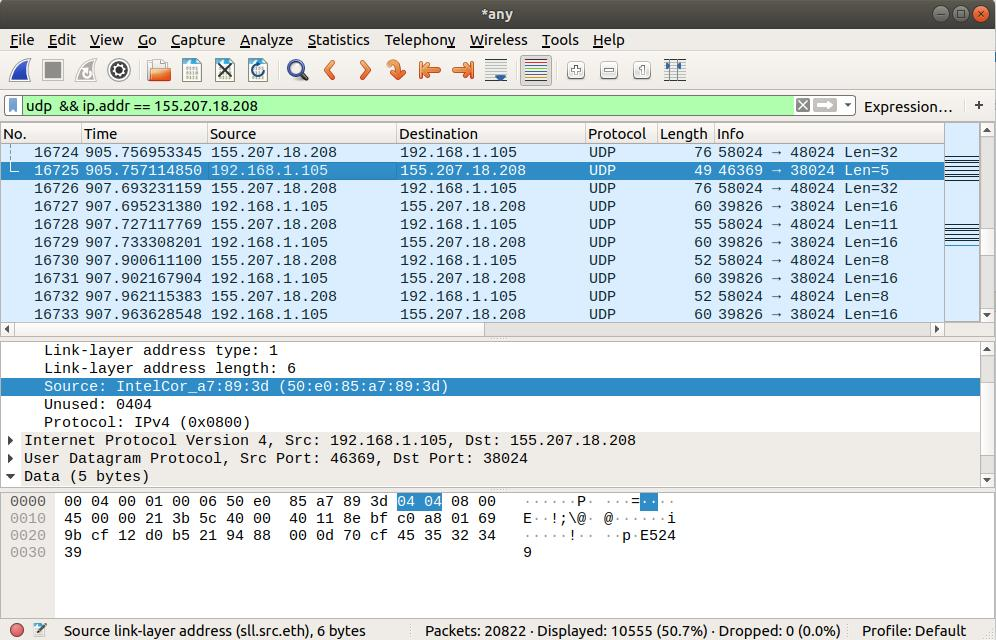 *any
File Edit View Go Capture Analyze Statistics Telephony Wireless Tools Help
udp && ip.addr == 155.207.18.208 Expression… +
No. Time Source Destination Protocol Length Info
16724 905.756953345 155.207.18.208 192.168.1.105 UDP 76 58024 → 48024 Len=32
16725 905.757114850 192.168.1.105 155.207.18.208 UDP 49 46369 → 38024 Len=5
16726 907.693231159 155.207.18.208 192.168.1.105 UDP 76 58024 → 48024 Len=32
16727 907.695231380 192.168.1.105 155.207.18.208 UDP 60 39826 → 38024 Len=16
16728 907.727117769 155.207.18.208 192.168.1.105 UDP 55 58024 → 48024 Len=11
16729 907.733308201 192.168.1.105 155.207.18.208 UDP 60 39826 → 38024 Len=16
16730 907.900611100 155.207.18.208 192.168.1.105 UDP 52 58024 → 48024 Len=8
16731 907.902167904 192.168.1.105 155.207.18.208 UDP 60 39826 → 38024 Len=16
16732 907.962115383 155.207.18.208 192.168.1.105 UDP 52 58024 → 48024 Len=8
16733 907.963628548 192.168.1.105 155.207.18.208 UDP 60 39826 → 38024 Len=16
Link-layer address type: 1
Link-layer address length: 6
Source: IntelCor_a7:89:3d (50:e0:85:a7:89:3d)
Unused: 0404
Protocol: IPv4 (0x0800)
Internet Protocol Version 4, Src: 192.168.1.105, Dst: 155.207.18.208
User Datagram Protocol, Src Port: 46369, Dst Port: 38024
Data (5 bytes)
0000 00 04 00 01 00 06 50 e0 85 a7 89 3d 04 04 08 00 ······P· ···=····
0010 45 00 00 21 3b 5c 40 00 40 11 8e bf c0 a8 01 69 E··!;\@· @······i
0020 9b cf 12 d0 b5 21 94 88 00 0d 70 cf 45 35 32 34 ·····!·· ··p·E524
0030 39 9
Source link-layer address (sll.src.eth), 6 bytes Packets: 20822 · Displayed: 10555 (50.7%) · Dropped: 0 (0.0%) Profile: Default